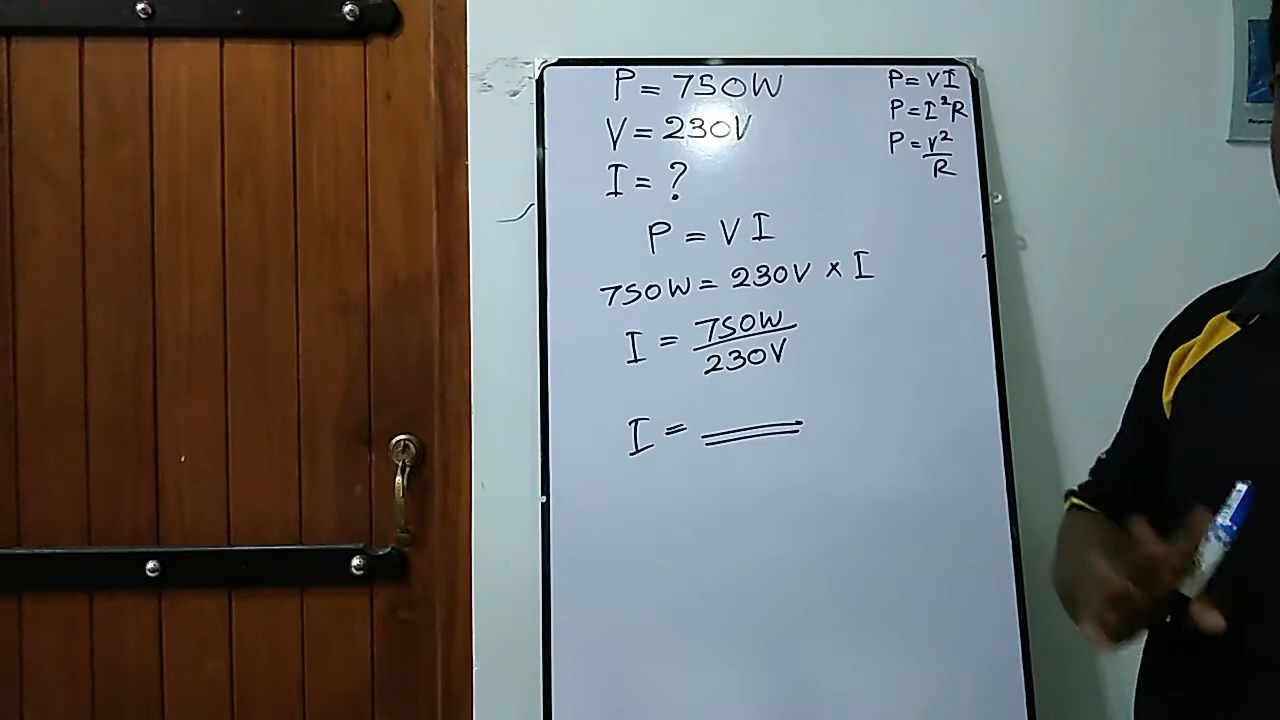 P = 750W
V = 230V
I = ?
P = VI
750W = 230V × I
I = 750W / 230V
I =
P = VI
P = I²R
P = V² / R